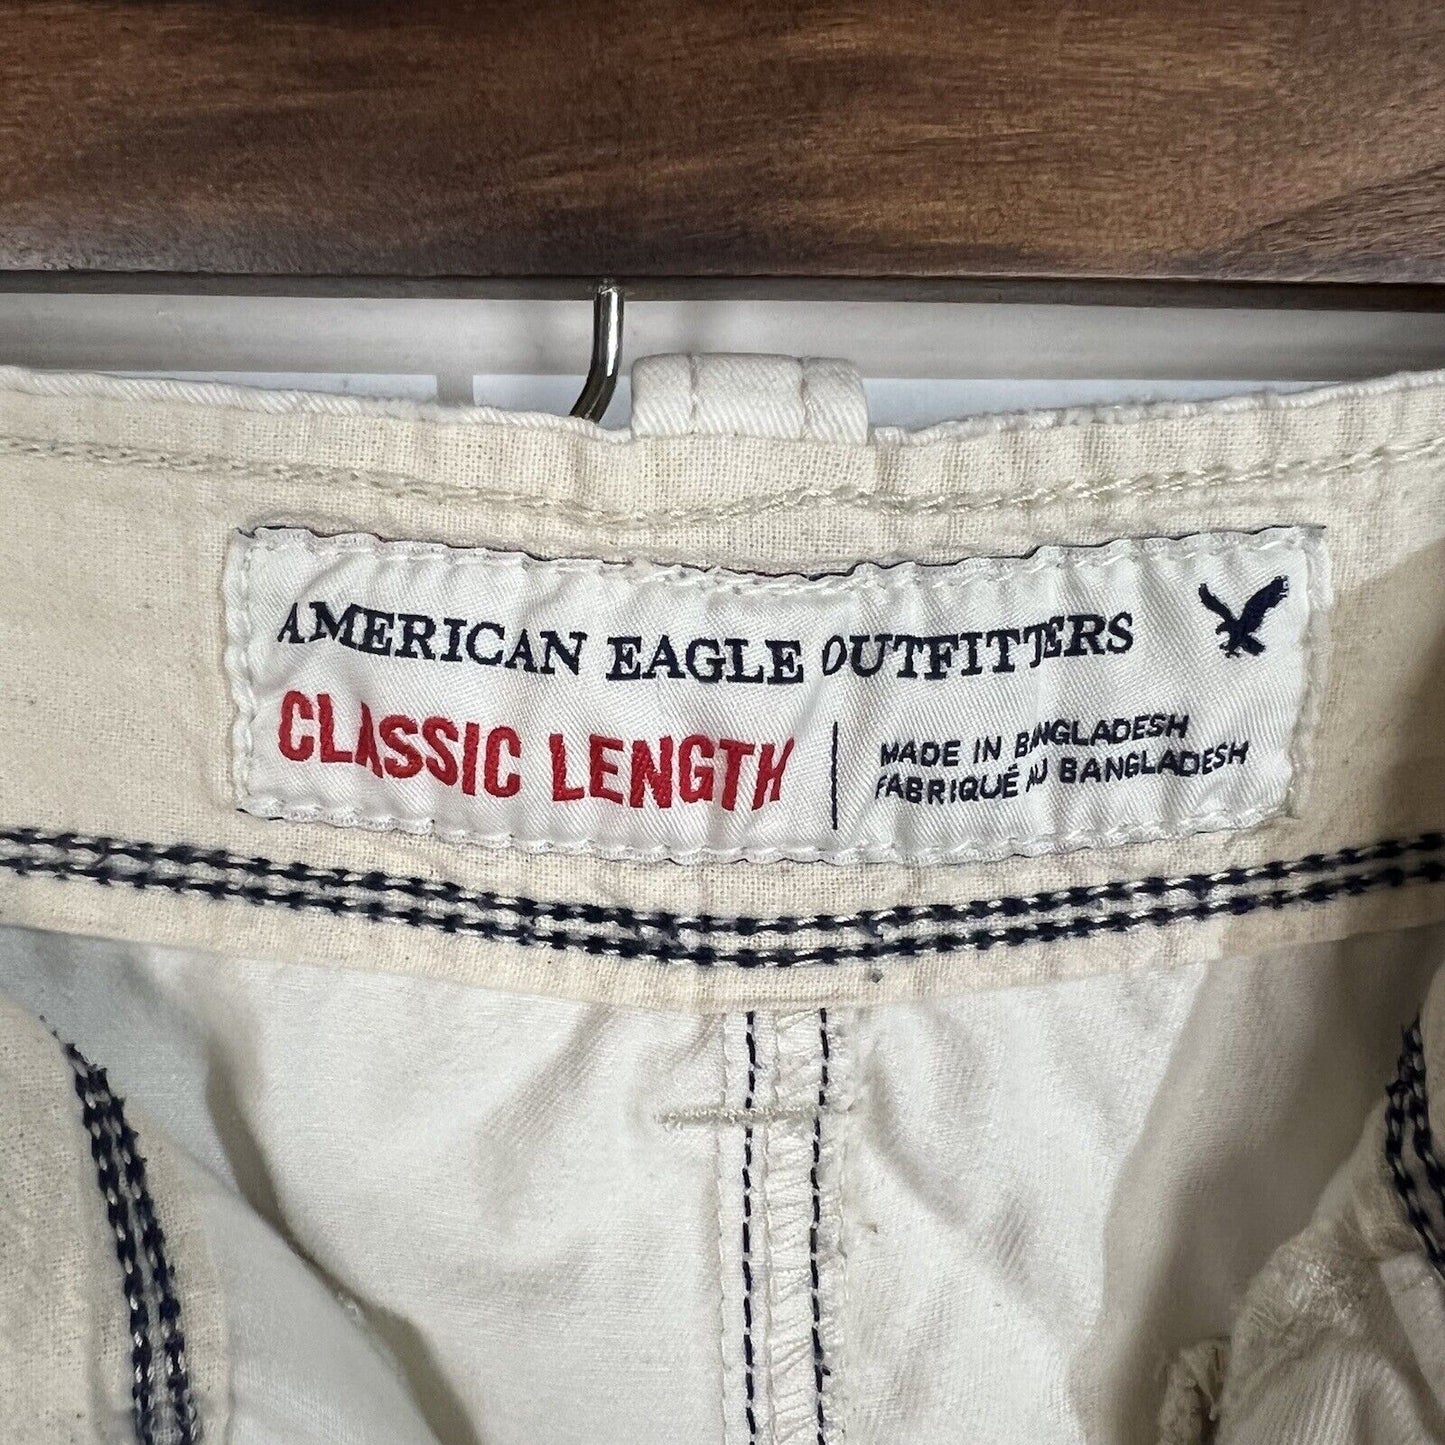 AMERICAN EAGLE OUTFITTERS
CLASSIC LENGTH
MADE IN BANGLADESH
FABRIQUÉ AU BANGLADESH